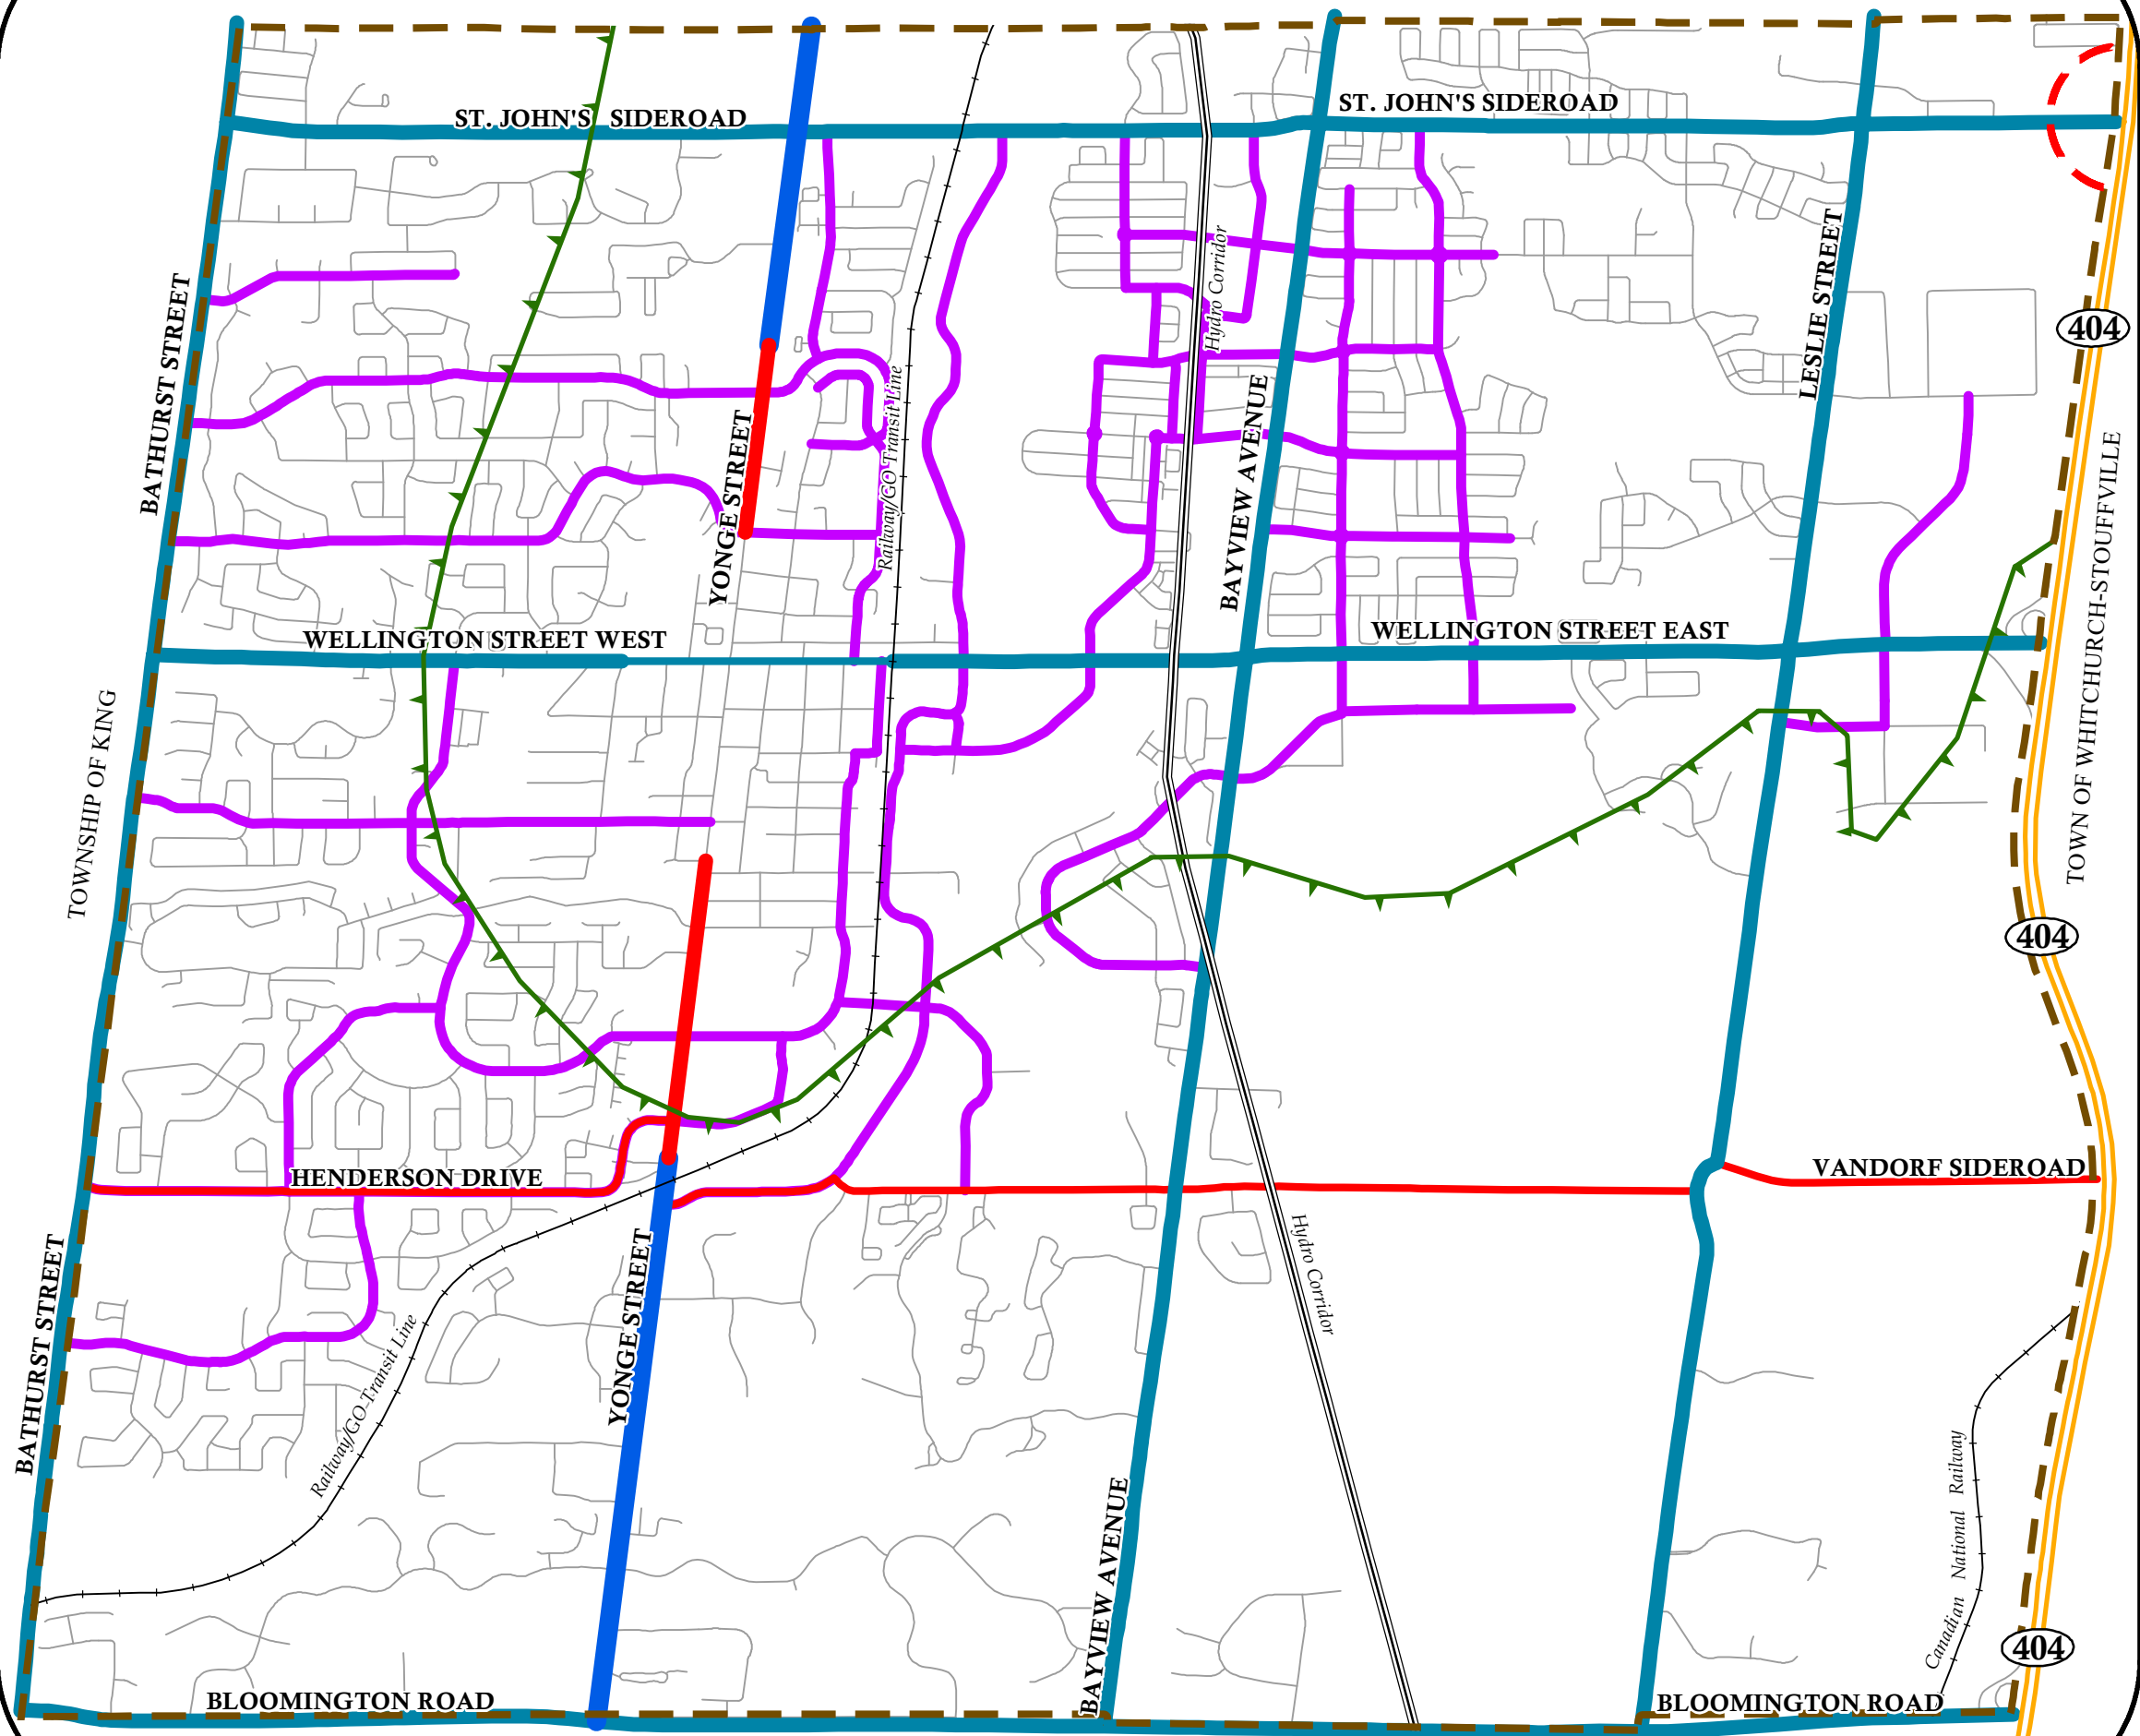 ST. JOHN'S SIDEROAD
ST. JOHN'S SIDEROAD
BATHURST STREET
YONGE STREET
Railway/GO Transit Line
Hydro Corridor
BAYVIEW AVENUE
LESLIE STREET
404
TOWN OF WHITCHURCH-STOUFFVILLE
WELLINGTON STREET WEST
WELLINGTON STREET EAST
TOWNSHIP OF KING
404
HENDERSON DRIVE
VANDORF SIDEROAD
BATHURST STREET
Railway/GO-Transit Line
YONGE STREET
Hydro Corridor
BAYVIEW AVENUE
Canadian National Railway
404
BLOOMINGTON ROAD
BLOOMINGTON ROAD